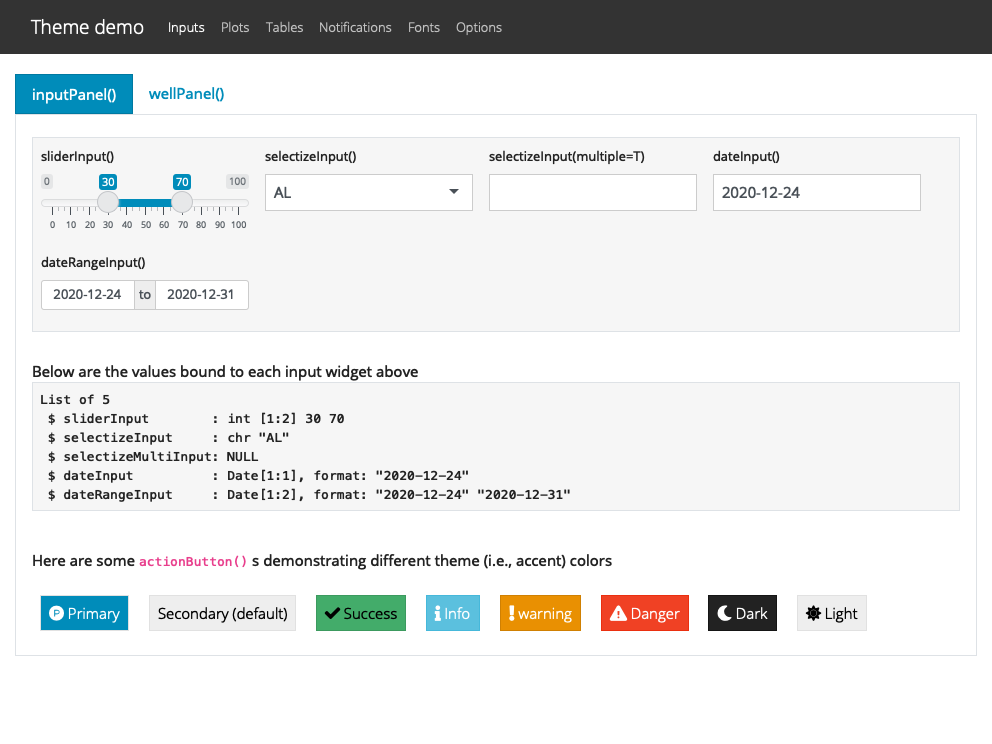 Theme demo Inputs Plots Tables Notifications Fonts Options
inputPanel() wellPanel()
sliderInput() selectizeInput() selectizeInput(multiple=T) dateInput()
0 30 70 100
AL 2020-12-24
0 10 20 30 40 50 60 70 80 90 100
dateRangeInput()
2020-12-24 to 2020-12-31
Below are the values bound to each input widget above
List of 5
$ sliderInput : int [1:2] 30 70
$ selectizeInput : chr "AL"
$ selectizeMultiInput: NULL
$ dateInput : Date[1:1], format: "2020-12-24"
$ dateRangeInput : Date[1:2], format: "2020-12-24" "2020-12-31"
Here are some actionButton() s demonstrating different theme (i.e., accent) colors
Primary Secondary (default) Success Info warning Danger Dark Light